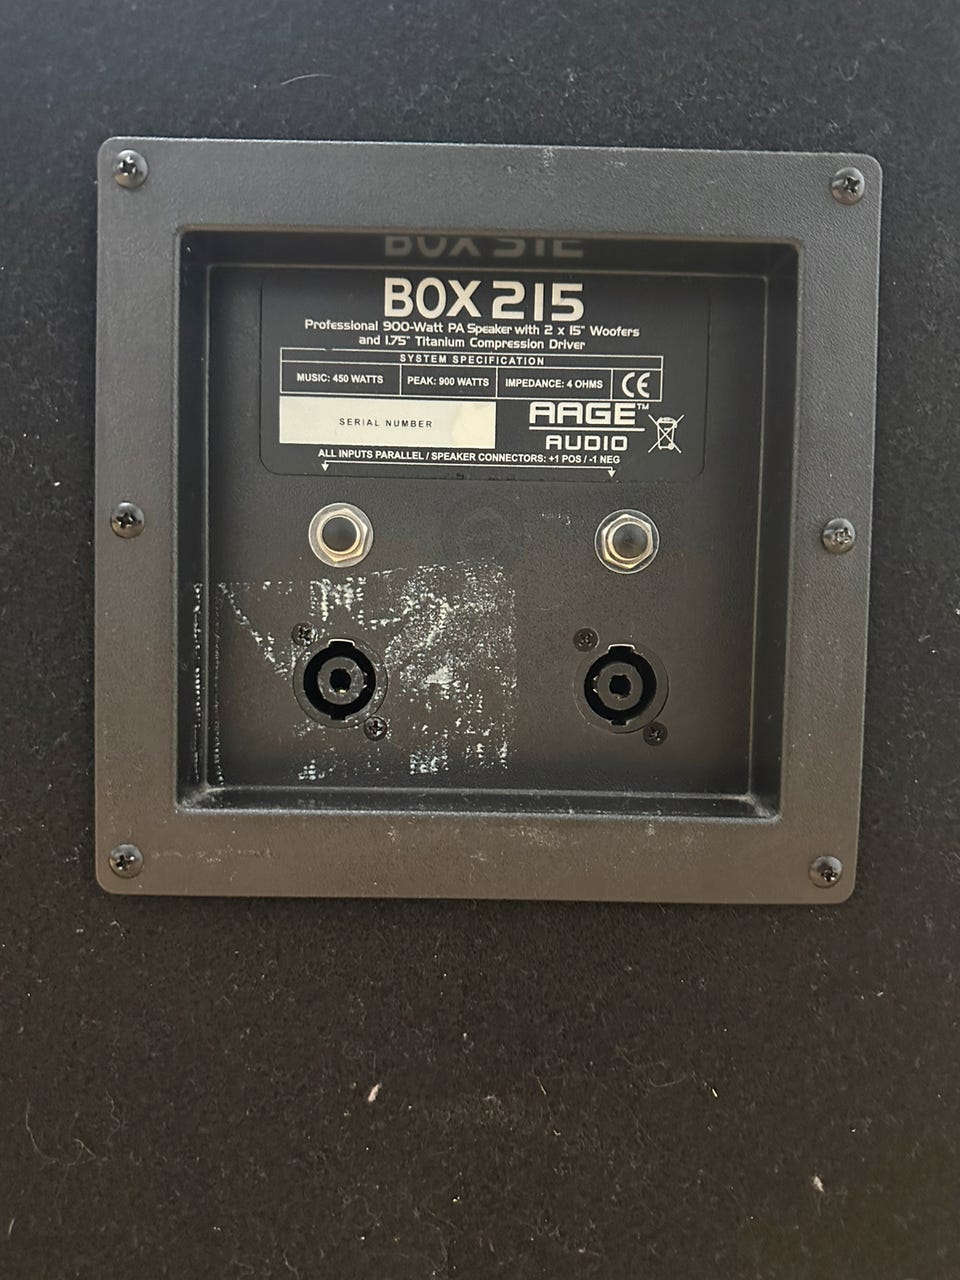 BOX 215
Professional 900-Watt PA Speaker with 2 x 15" Woofers
and 1.75" Titanium Compression Driver
SYSTEM SPECIFICATION
MUSIC: 450 WATTS PEAK: 900 WATTS IMPEDANCE: 4 OHMS CE
SERIAL NUMBER
AAGE™
AUDIO
ALL INPUTS PARALLEL / SPEAKER CONNECTORS: +1 POS / -1 NEG